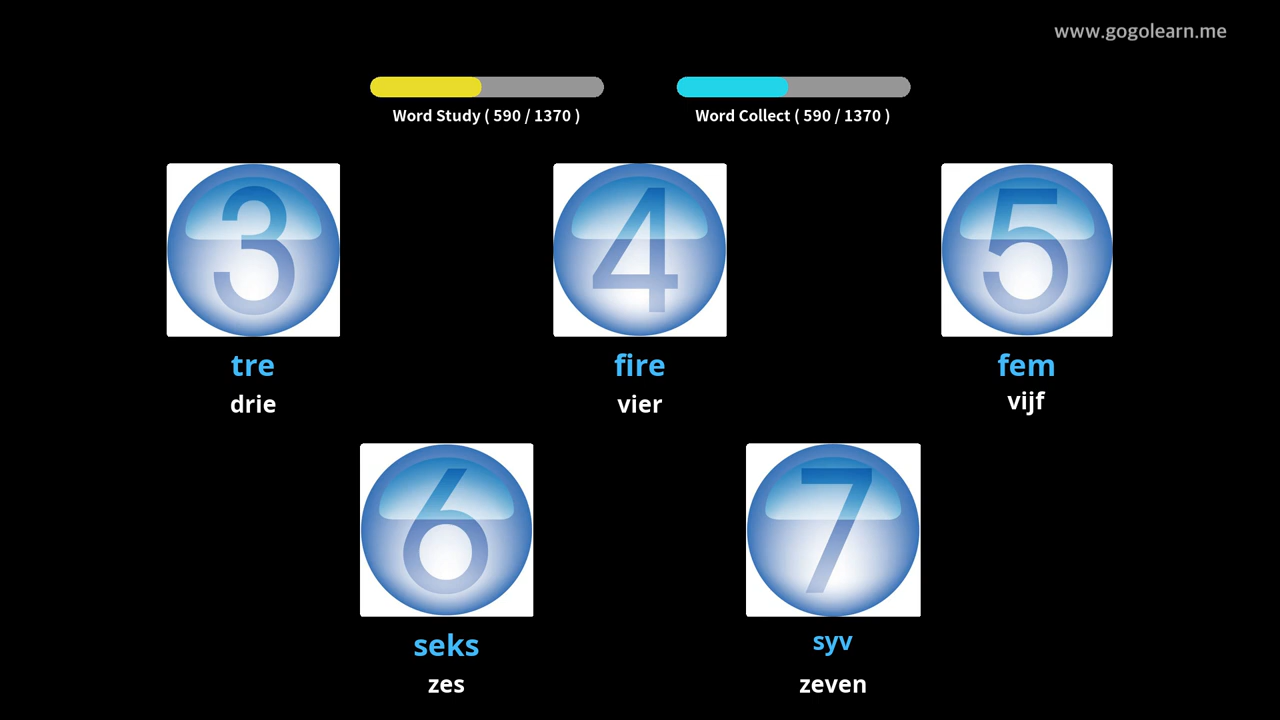 www.gogolearn.me
Word Study ( 590 / 1370 )
Word Collect ( 590 / 1370 )
3
4
5
tre
fire
fem
drie
vier
vijf
6
7
seks
syv
zes
zeven